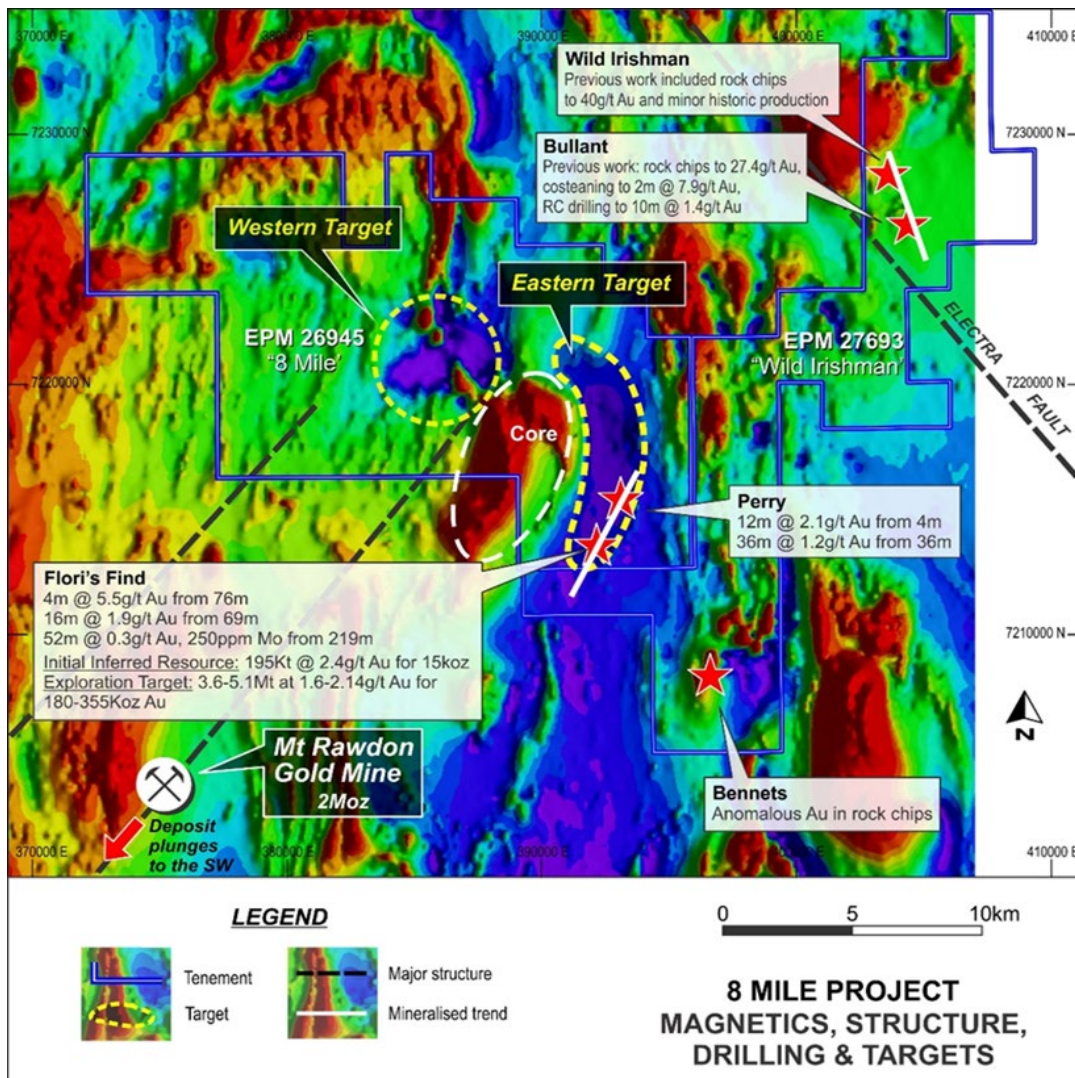 370000 E
390000 E
410000 E
Wild Irishman
Previous work included rock chips
to 40g/t Au and minor historic production
7230000 N
7230000 N
Bullant
Previous work: rock chips to 27.4g/t Au,
costeaning to 2m @ 7.9g/t Au,
RC drilling to 10m @ 1.4g/t Au
Western Target
Eastern Target
EPM 26945
"8 Mile'
EPM 27693
"Wild Irishman'
ELECTRA
FAULT
7220000 N
7220000 N
Core
Perry
12m @ 2.1g/t Au from 4m
36m @ 1.2g/t Au from 36m
Flori's Find
4m @ 5.5g/t Au from 76m
16m @ 1.9g/t Au from 69m
52m @ 0.3g/t Au, 250ppm Mo from 219m
Initial Inferred Resource: 195Kt @ 2.4g/t Au for 15koz
Exploration Target: 3.6-5.1Mt at 1.6-2.14g/t Au for
180-355Koz Au
7210000 N
N
Mt Rawdon
Gold Mine
2Moz
Deposit
plunges
to the SW
Bennets
Anomalous Au in rock chips
370000 E
380000 E
390000 E
410000 E
LEGEND
Tenement
Target
Major structure
Mineralised trend
0 5 10km
8 MILE PROJECT
MAGNETICS, STRUCTURE,
DRILLING & TARGETS